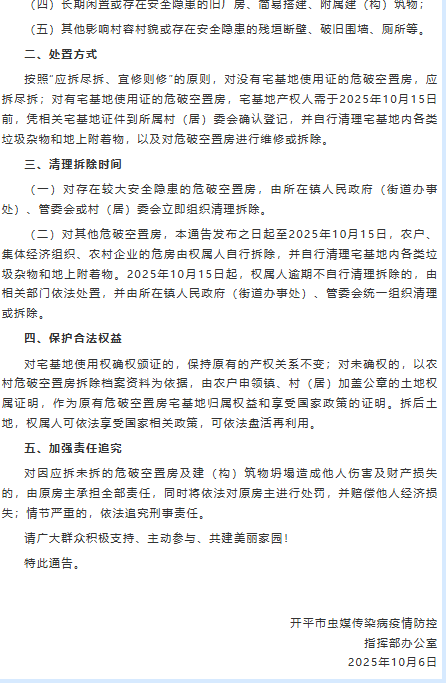 （四）长期闲置或存在安全隐患的旧厂房、简易搭建、附属建（构）筑物；
（五）其他影响村容村貌或存在安全隐患的残垣断壁、破旧围墙、厕所等。
二、处置方式
按照“应拆尽拆、宜修则修”的原则，对没有宅基地使用证的危破空置房，应
拆尽拆；对有宅基地使用证的危破空置房，宅基地产权人需于2025年10月15日
前，凭相关宅基地证件到所属村（居）委会确认登记，并自行清理宅基地内各类
垃圾杂物和地上附着物，以及对危破空置房进行维修或拆除。
三、清理拆除时间
（一）对存在较大安全隐患的危破空置房，由所在镇人民政府（街道办事
处）、管委会或村（居）委会立即组织清理拆除。
（二）对其他危破空置房，本通告发布之日起至2025年10月15日，农户、
集体经济组织、农村企业的危房由权属人自行拆除，并自行清理宅基地内各类垃
圾杂物和地上附着物。2025年10月15日起，权属人逾期不自行清理拆除的，由
相关部门依法处置，并由所在镇人民政府（街道办事处）、管委会统一组织清理
或拆除。
四、保护合法权益
对宅基地使用权确权颁证的，保持原有的产权关系不变；对未确权的，以农
村危破空置房拆除档案资料为依据，由农户申领镇、村（居）加盖公章的土地权
属证明，作为原有危破空置房宅基地归属权益和享受国家政策的证明。拆后土
地，权属人可依法享受国家相关政策，可依法盘活再利用。
五、加强责任追究
对因应拆未拆的危破空置房及建（构）筑物坍塌造成他人伤害及财产损失
的，由原房主承担全部责任，同时将依法对原房主进行处罚，并赔偿他人经济损
失；情节严重的，依法追究刑事责任。
请广大群众积极支持、主动参与、共建美丽家园！
特此通告。
开平市虫媒传染病疫情防控
指挥部办公室
2025年10月6日